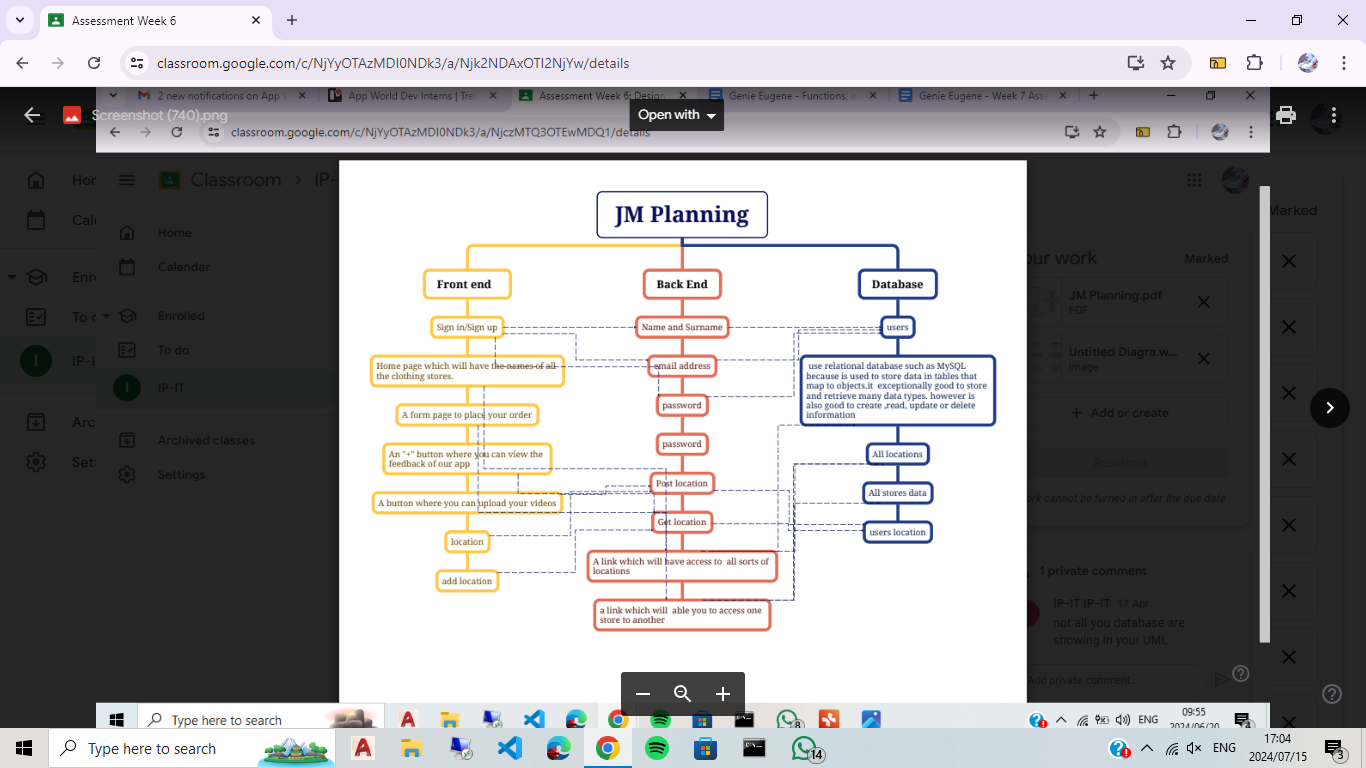 Assessment Week 6
classroom.google.com/c/NjYyOTAzMDI0NDk3/a/Njk2NDAxOTI2NjYw/details
2 new notifications on App
App World Dev Interns | Tre
Assessment Week 6: Design
Genie Eugene - Functions, i
Genie Eugene - Week 7 Asse
Screenshot (740).png
Open with
classroom.google.com/c/NjYyOTAzMDI0NDk3/a/NjczMTQ3OTEwMDQ1/details
Classroom > IP-
Home
Calendar
Enrolled
To do
I IP-IT
Archived classes
Settings
JM Planning
Front end
Sign in/Sign up
Home page which will have the names of all
the clothing stores.
A form page to place your order
An "+" button where you can view the
feedback of our app
A button where you can upload your videos
location
add location
Back End
Name and Surname
email address
password
password
Post location
Get location
A link which will have access to all sorts of
locations
a link which will able you to access one
store to another
Database
users
use relational database such as MySQL
because is used to store data in tables that
map to objects.it exceptionally good to store
and retrieve many data types. however is
also good to create ,read, update or delete
information
All locations
All stores data
users location
Marked
our work Marked
JM Planning.pdf
PDF
Untitled Diagra.w...
Image
+ Add or create
Resubmit
ork cannot be turned in after the due date
1 private comment
IP-IT IP-IT 17 Apr
not all you database are
showing in your UML
Add private comment...
Type here to search
8
ENG
09:55
2024/06/20
4
Type here to search
14
ENG
17:04
2024/07/15
3